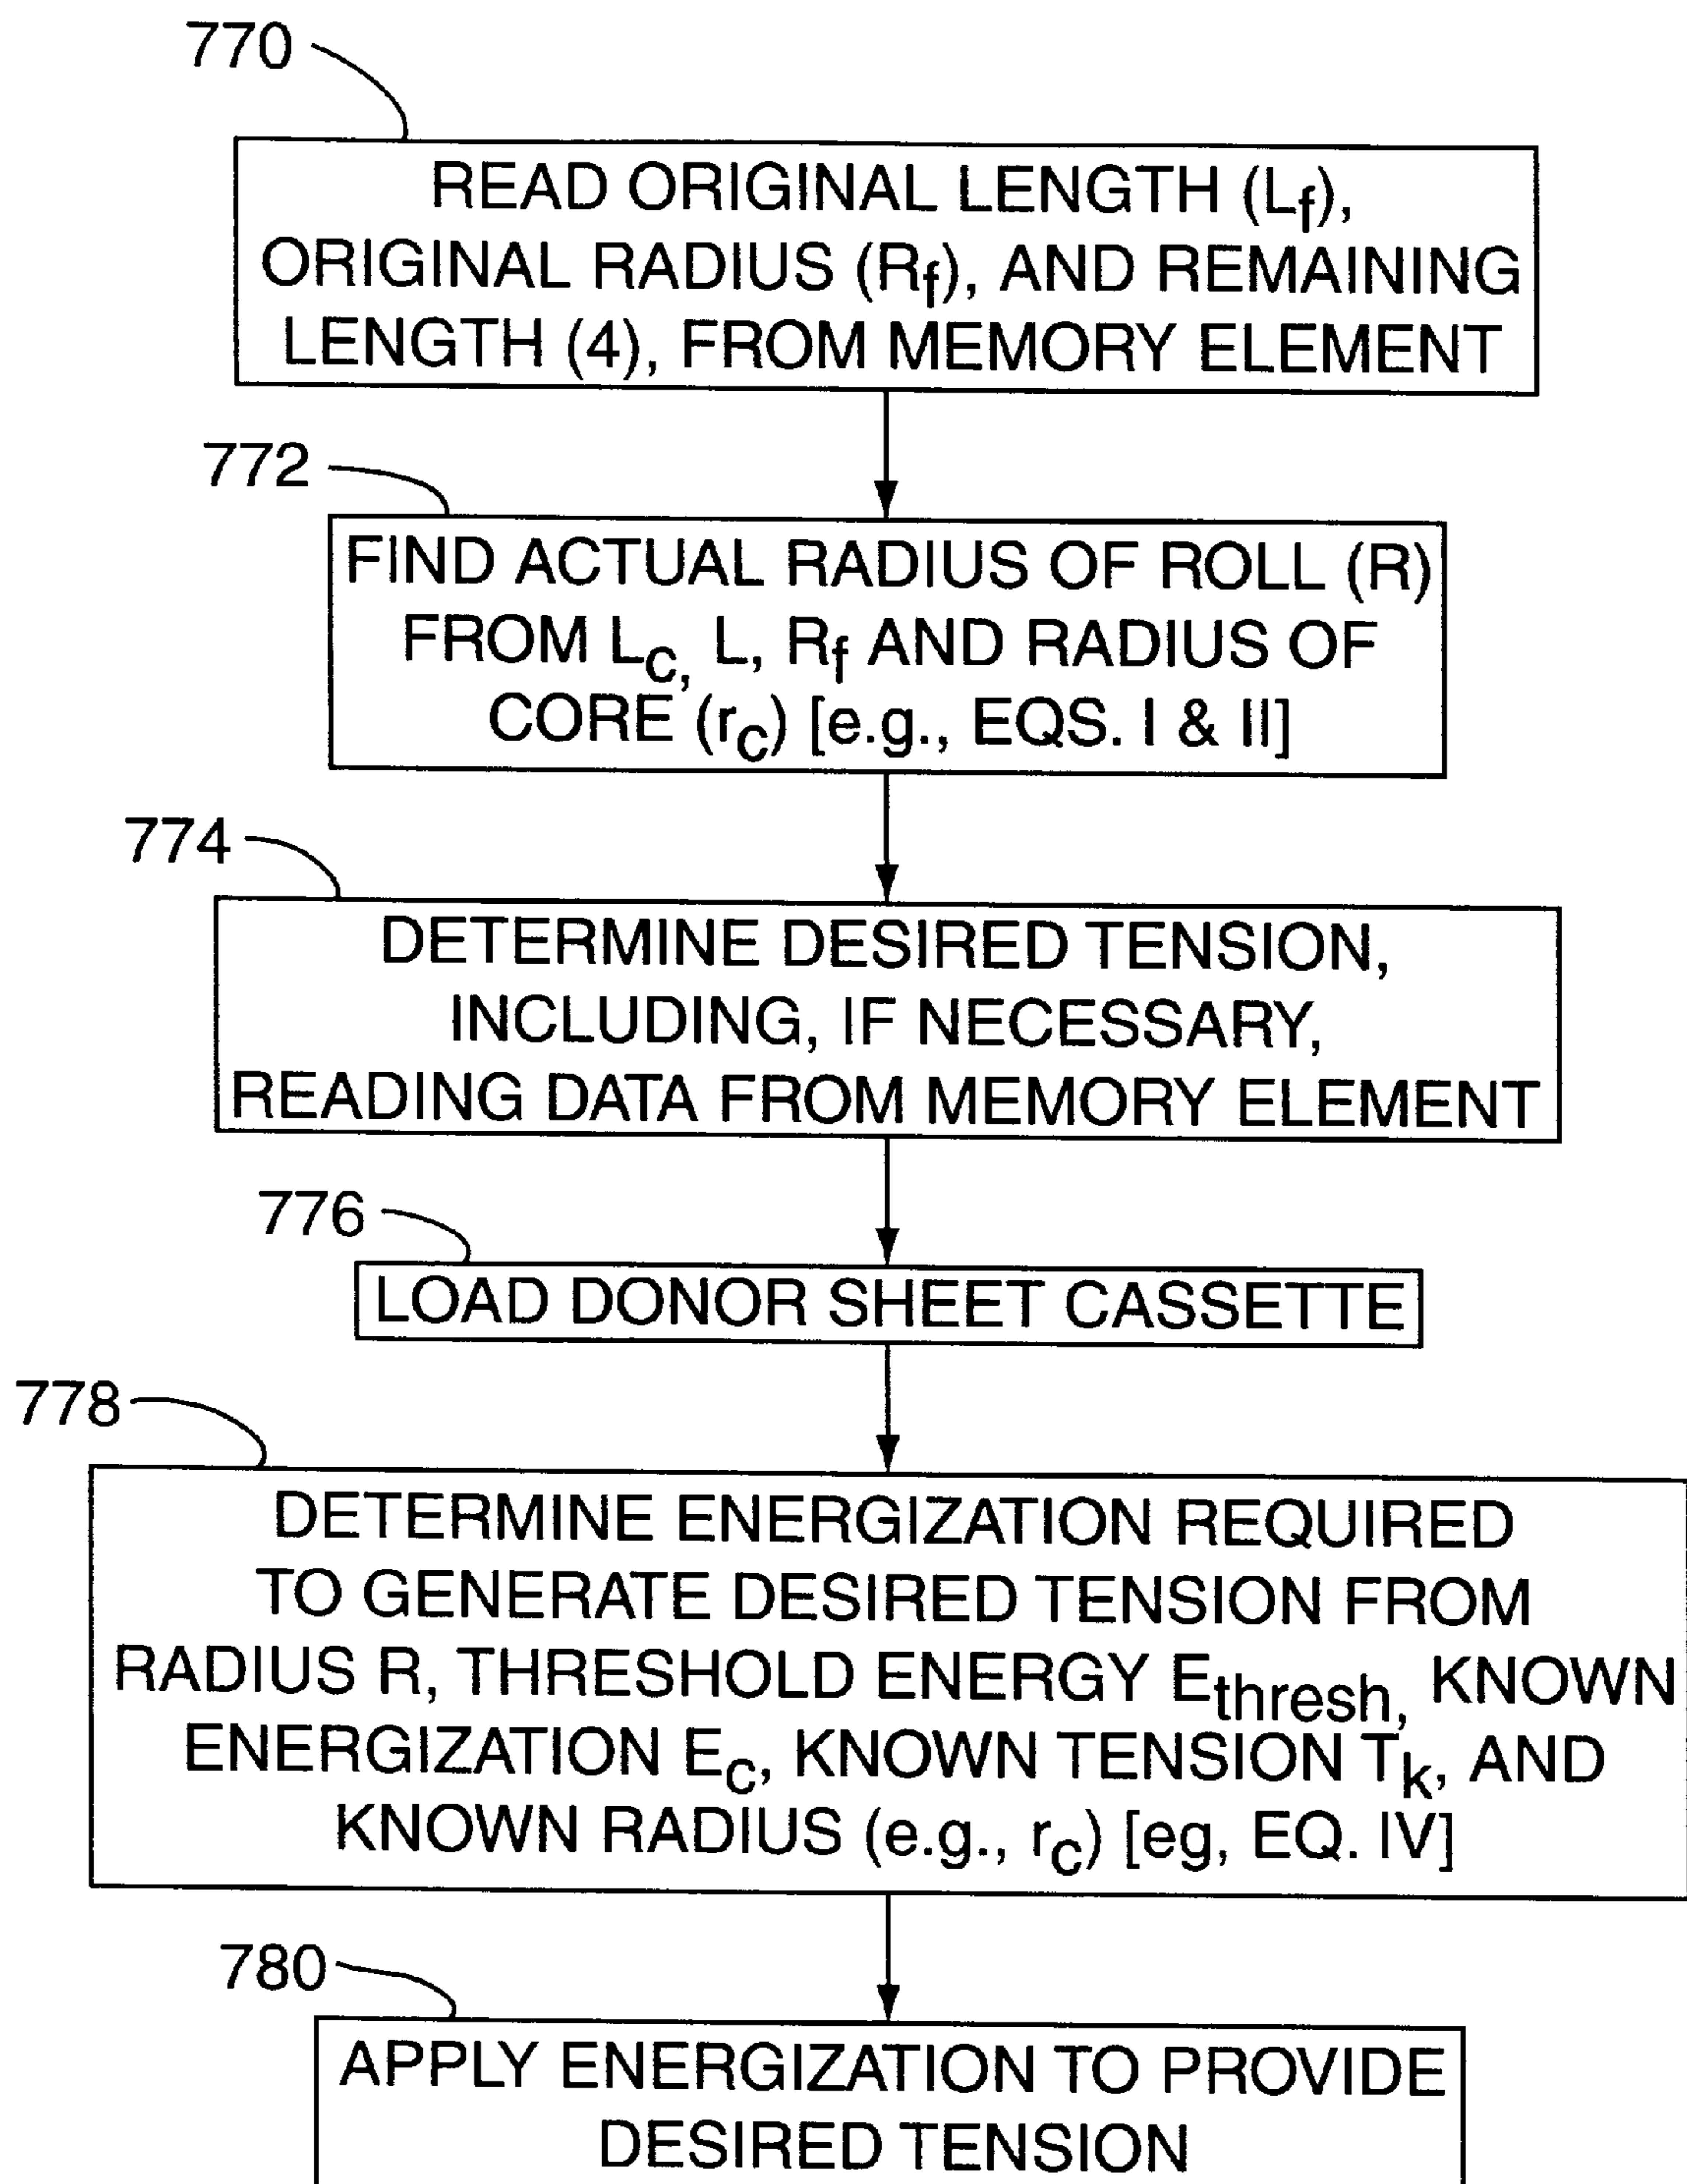 770
READ ORIGINAL LENGTH (Lf),
ORIGINAL RADIUS (Rf), AND REMAINING
LENGTH (4), FROM MEMORY ELEMENT
772
FIND ACTUAL RADIUS OF ROLL (R)
FROM Lc, L, Rf AND RADIUS OF
CORE (rc) [e.g., EQS. I & II]
774
DETERMINE DESIRED TENSION,
INCLUDING, IF NECESSARY,
READING DATA FROM MEMORY ELEMENT
776
LOAD DONOR SHEET CASSETTE
778
DETERMINE ENERGIZATION REQUIRED
TO GENERATE DESIRED TENSION FROM
RADIUS R, THRESHOLD ENERGY Ethresh, KNOWN
ENERGIZATION Ec, KNOWN TENSION Tk, AND
KNOWN RADIUS (e.g., rc) [eg, EQ. IV]
780
APPLY ENERGIZATION TO PROVIDE
DESIRED TENSION